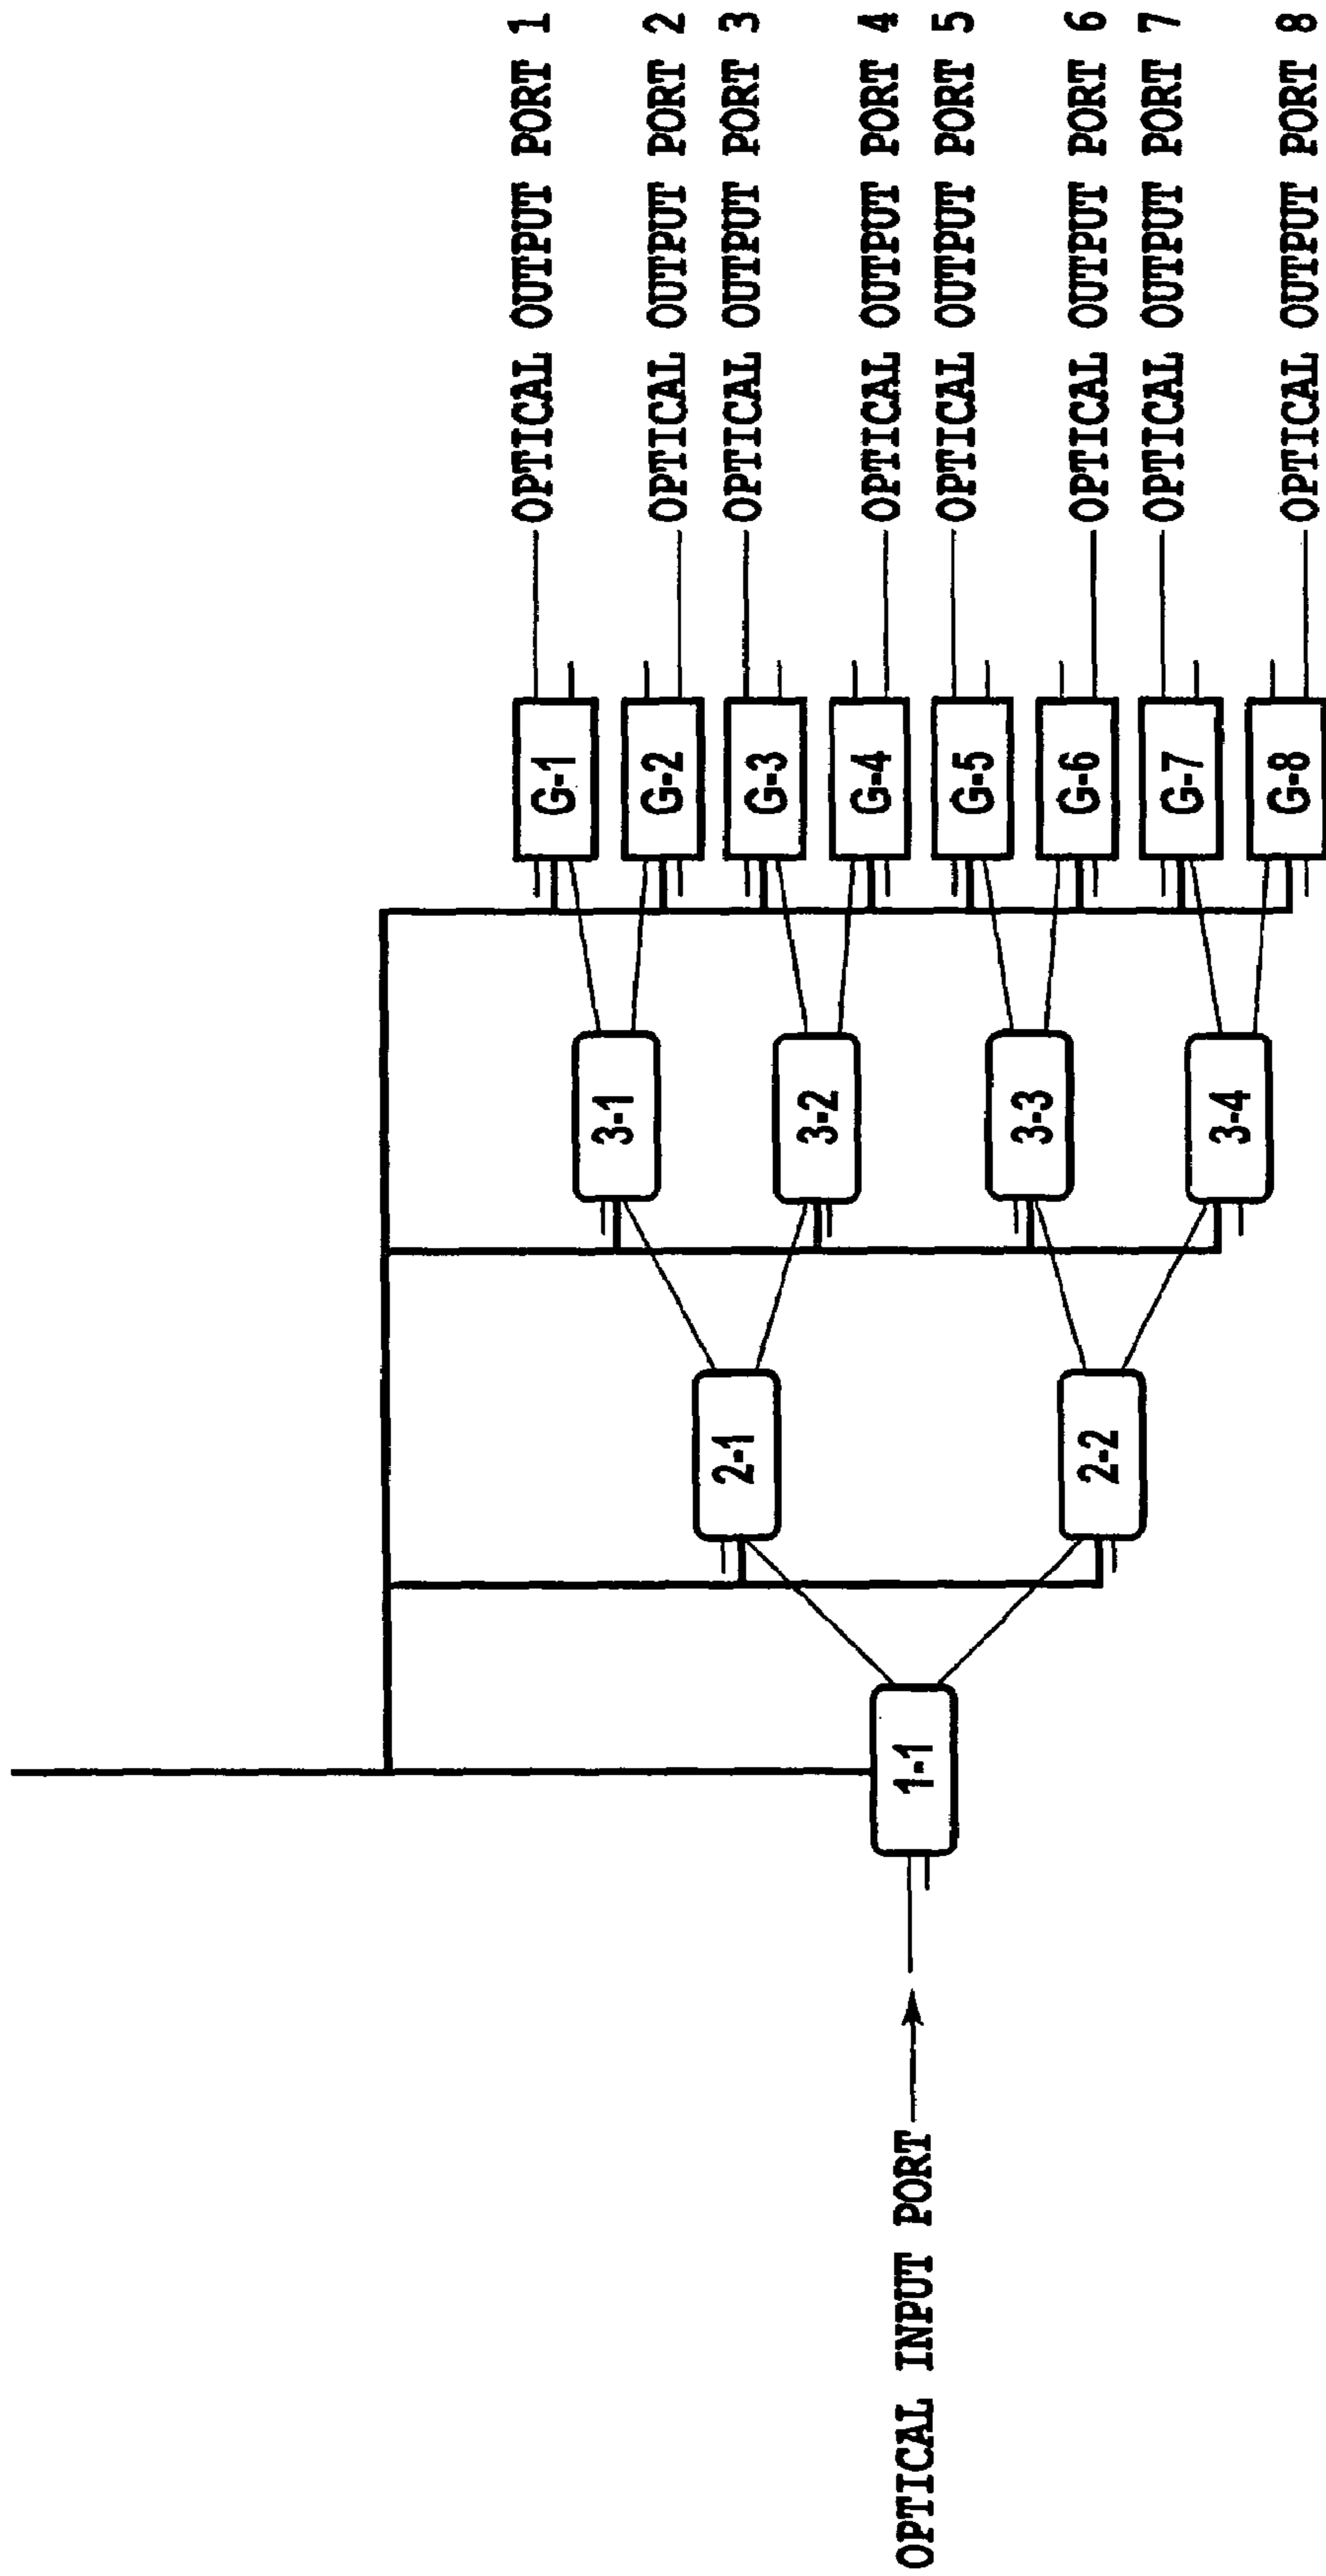 OPTICAL INPUT PORT
1-1
2-1
2-2
3-1
3-2
3-3
3-4
G-1
G-2
G-3
G-4
G-5
G-6
G-7
G-8
OPTICAL OUTPUT PORT 1
OPTICAL OUTPUT PORT 2
OPTICAL OUTPUT PORT 3
OPTICAL OUTPUT PORT 4
OPTICAL OUTPUT PORT 5
OPTICAL OUTPUT PORT 6
OPTICAL OUTPUT PORT 7
OPTICAL OUTPUT PORT 8